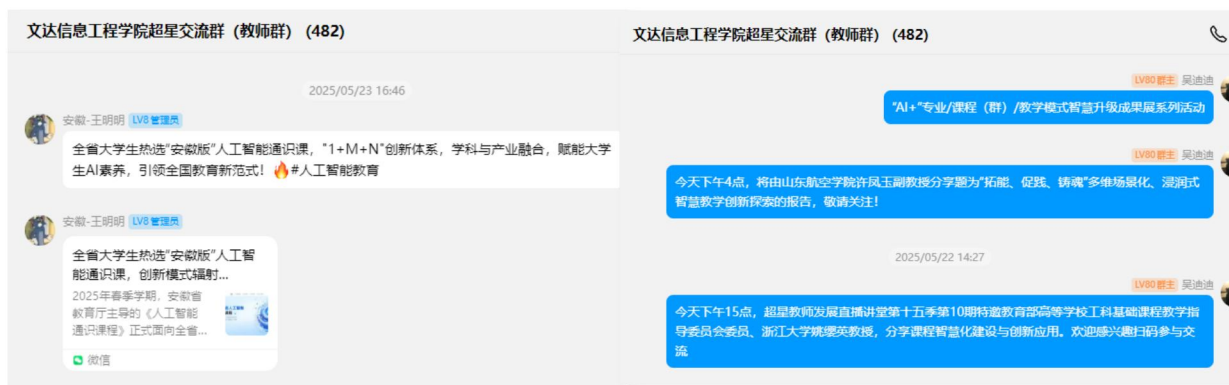 文达信息工程学院超星交流群（教师群）（482）
2025/05/23 16:46
安徽-王明明 LV8 管理员
全省大学生热选“安徽版”人工智能通识课，"1+M+N"创新体系，学科与产业融合，赋能大学
生AI素养，引领全国教育新范式！🔥#人工智能教育
安徽-王明明 LV8 管理员
全省大学生热选“安徽版”人工智
能通识课，创新模式辐射...
2025年春季学期，安徽省
教育厅主导的《人工智能
通识课程》正式面向全省...
微信
文达信息工程学院超星交流群（教师群）（482）
LV80 群主 吴迪迪
“AI+”专业/课程（群）/教学模式智慧升级成果展系列活动
LV80 群主 吴迪迪
今天下午4点，将由山东航空学院许凤玉副教授分享题为“拓能、促践、铸魂”多维场景化、浸润式
智慧教学创新探索的报告，敬请关注！
2025/05/22 14:27
LV80 群主 吴迪迪
今天下午15点，超星教师发展直播讲堂第十五季第10期特邀教育部高等学校工科基础课程教学指
导委员会委员、浙江大学姚缨英教授，分享课程智慧化建设与创新应用。欢迎感兴趣扫码参与交
流